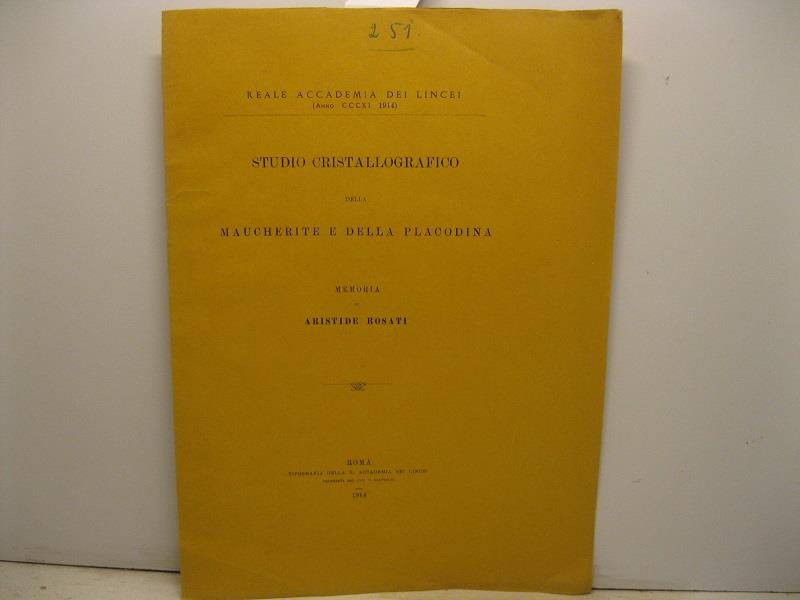 251
REALE ACCADEMIA DEI LINCEI
(ANNO CCCXI 1914)
STUDIO CRISTALLOGRAFICO
DELLA
MAUCHERITE E DELLA PLACODINA
MEMORIA
DI
ARISTIDE ROSATI
ROMA
TIPOGRAFIA DELLA R. ACCADEMIA DEI LINCEI
1914